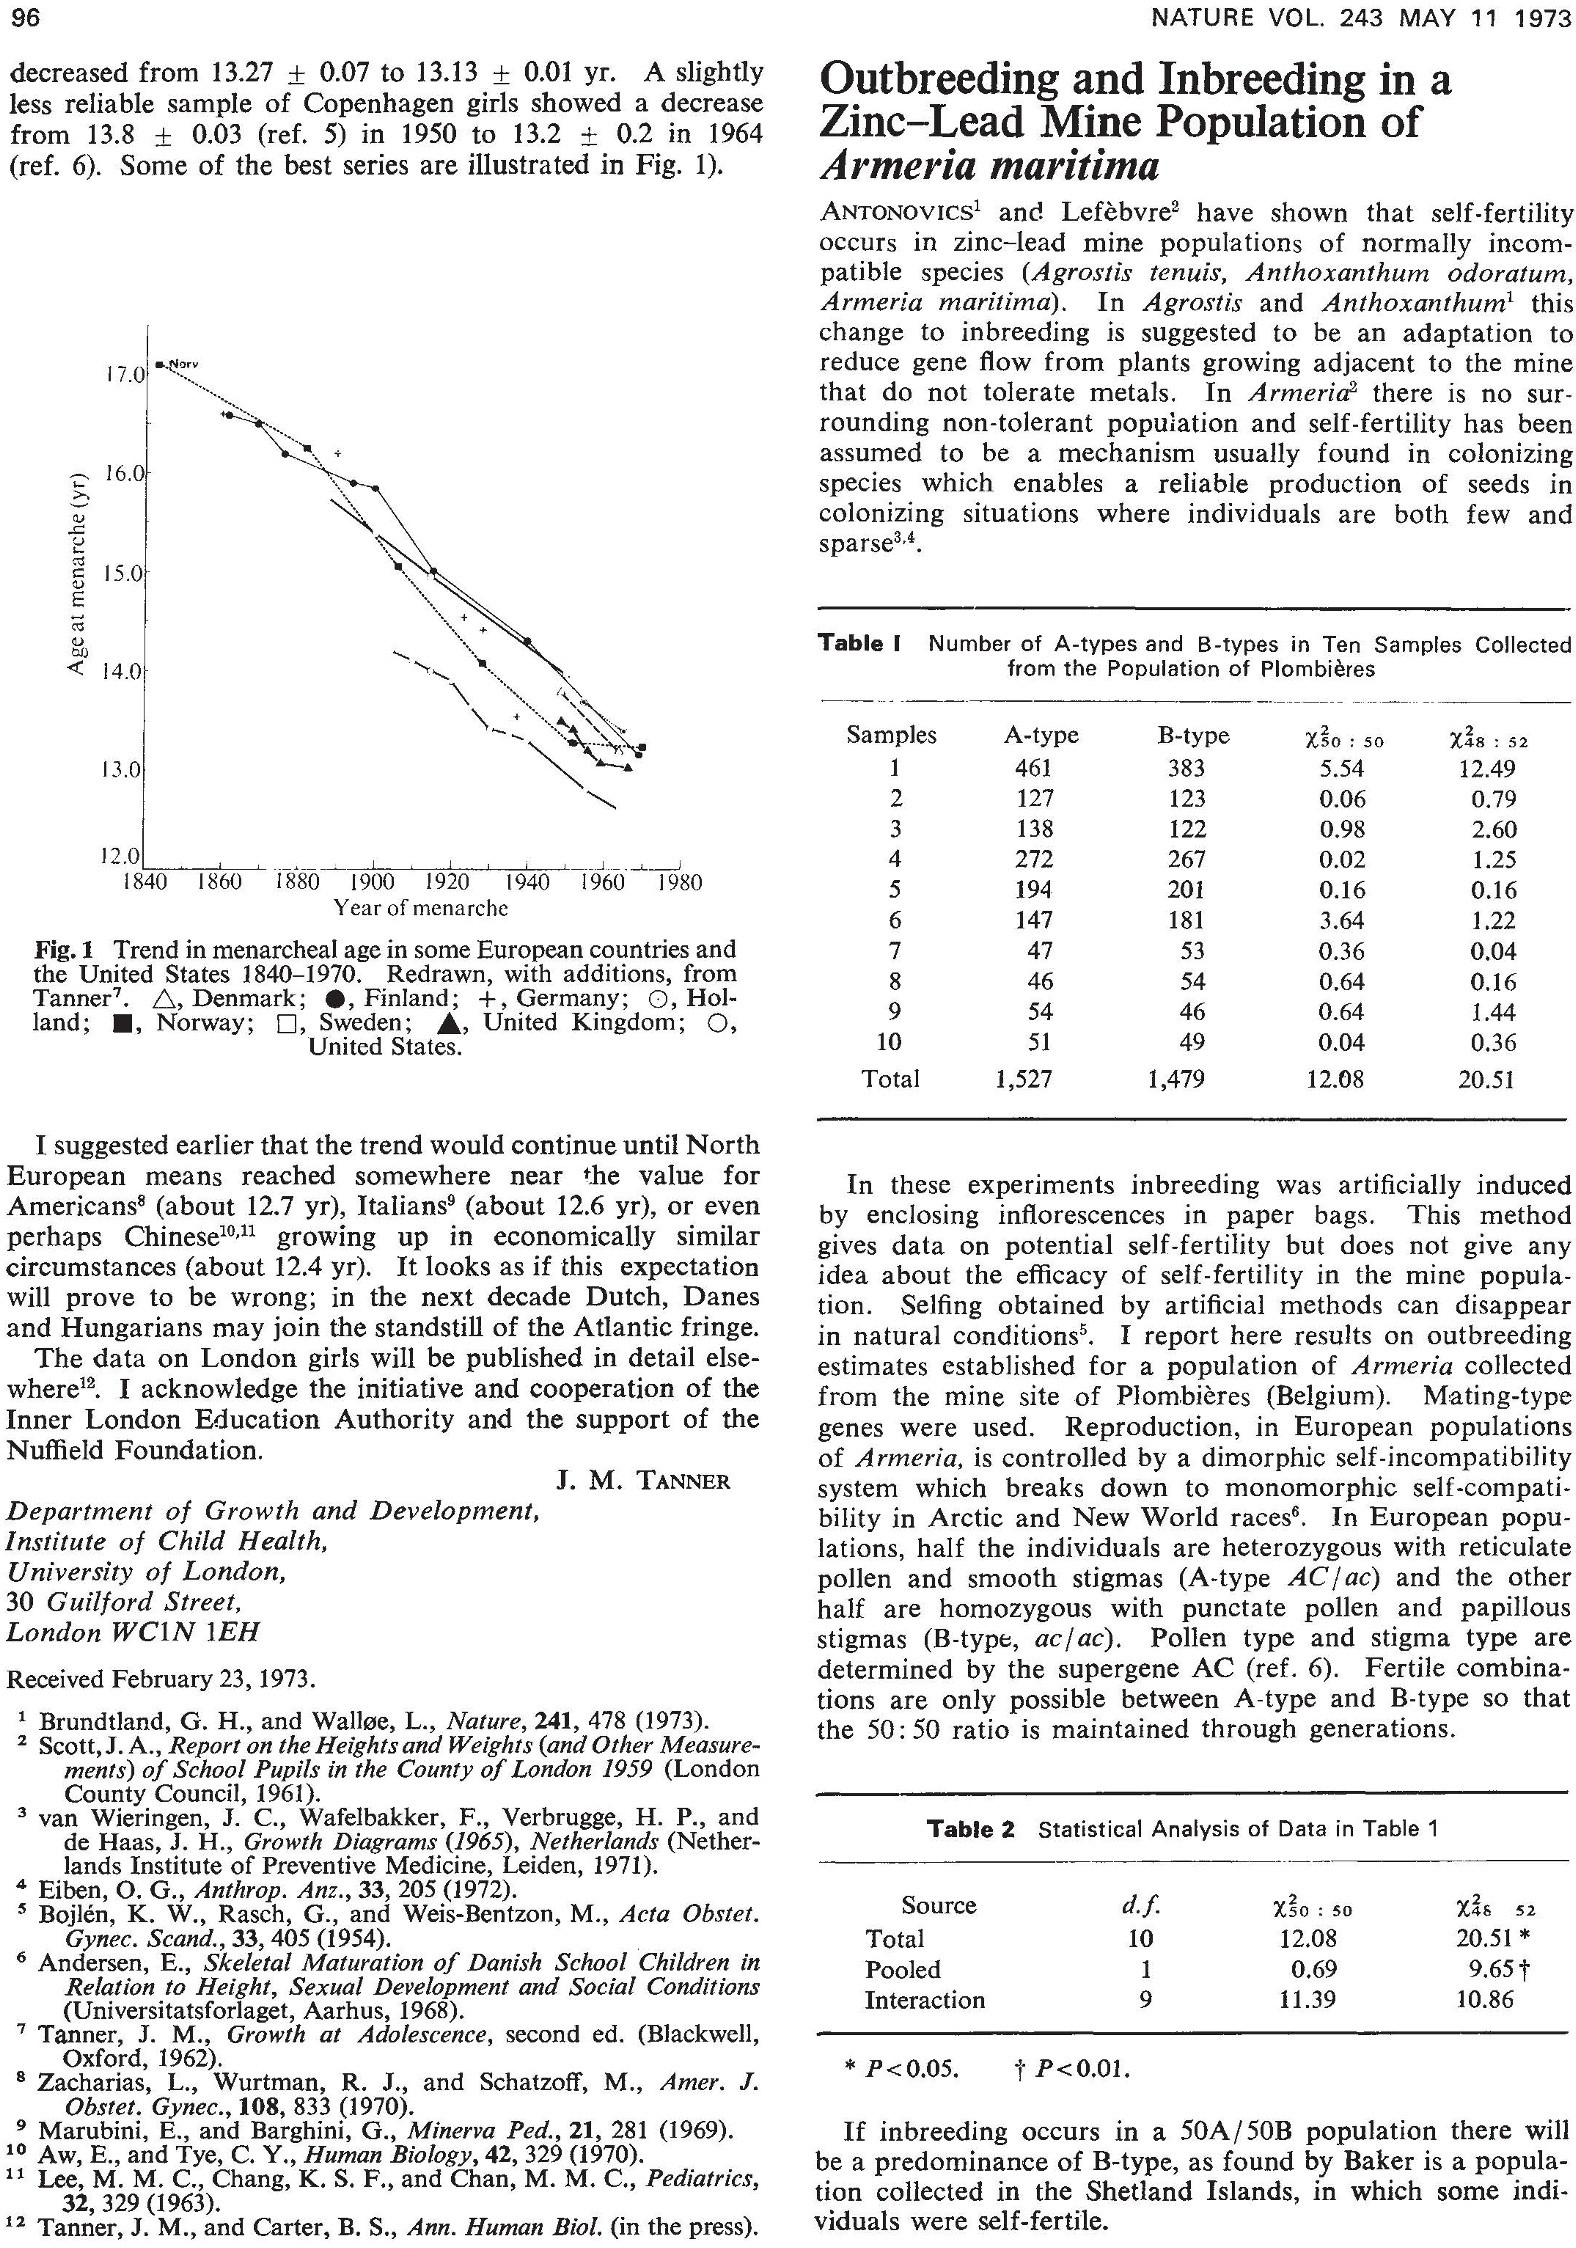 96
NATURE VOL. 243 MAY 11 1973
decreased from 13.27 ± 0.07 to 13.13 ± 0.01 yr. A slightly
less reliable sample of Copenhagen girls showed a decrease
from 13.8 ± 0.03 (ref. 5) in 1950 to 13.2 ± 0.2 in 1964
(ref. 6). Some of the best series are illustrated in Fig. 1).
Norv
17.0
16.0
15.0
14.0
13.0
12.0
Age at menarche (yr)
1840 1860 1880 1900 1920 1940 1960 1980
Year of menarche
Fig. 1 Trend in menarcheal age in some European countries and
the United States 1840–1970. Redrawn, with additions, from
Tanner⁷. △, Denmark; ●, Finland; +, Germany; ⊙, Hol-
land; ■, Norway; □, Sweden; ▲, United Kingdom; ○,
United States.
I suggested earlier that the trend would continue until North
European means reached somewhere near the value for
Americans⁸ (about 12.7 yr), Italians⁹ (about 12.6 yr), or even
perhaps Chinese¹⁰,¹¹ growing up in economically similar
circumstances (about 12.4 yr). It looks as if this expectation
will prove to be wrong; in the next decade Dutch, Danes
and Hungarians may join the standstill of the Atlantic fringe.
The data on London girls will be published in detail else-
where¹². I acknowledge the initiative and cooperation of the
Inner London Education Authority and the support of the
Nuffield Foundation.
J. M. TANNER
Department of Growth and Development,
Institute of Child Health,
University of London,
30 Guilford Street,
London WC1N 1EH
Received February 23, 1973.
¹ Brundtland, G. H., and Walløe, L., Nature, 241, 478 (1973).
² Scott, J. A., Report on the Heights and Weights (and Other Measure-
ments) of School Pupils in the County of London 1959 (London
County Council, 1961).
³ van Wieringen, J. C., Wafelbakker, F., Verbrugge, H. P., and
de Haas, J. H., Growth Diagrams (1965), Netherlands (Nether-
lands Institute of Preventive Medicine, Leiden, 1971).
⁴ Eiben, O. G., Anthrop. Anz., 33, 205 (1972).
⁵ Bojlén, K. W., Rasch, G., and Weis-Bentzon, M., Acta Obstet.
Gynec. Scand., 33, 405 (1954).
⁶ Andersen, E., Skeletal Maturation of Danish School Children in
Relation to Height, Sexual Development and Social Conditions
(Universitatsforlaget, Aarhus, 1968).
⁷ Tanner, J. M., Growth at Adolescence, second ed. (Blackwell,
Oxford, 1962).
⁸ Zacharias, L., Wurtman, R. J., and Schatzoff, M., Amer. J.
Obstet. Gynec., 108, 833 (1970).
⁹ Marubini, E., and Barghini, G., Minerva Ped., 21, 281 (1969).
¹⁰ Aw, E., and Tye, C. Y., Human Biology, 42, 329 (1970).
¹¹ Lee, M. M. C., Chang, K. S. F., and Chan, M. M. C., Pediatrics,
32, 329 (1963).
¹² Tanner, J. M., and Carter, B. S., Ann. Human Biol. (in the press).
Outbreeding and Inbreeding in a
Zinc–Lead Mine Population of
Armeria maritima
ANTONOVICS¹ and Lefèbvre² have shown that self-fertility
occurs in zinc–lead mine populations of normally incom-
patible species (Agrostis tenuis, Anthoxanthum odoratum,
Armeria maritima). In Agrostis and Anthoxanthum¹ this
change to inbreeding is suggested to be an adaptation to
reduce gene flow from plants growing adjacent to the mine
that do not tolerate metals. In Armeria² there is no sur-
rounding non-tolerant population and self-fertility has been
assumed to be a mechanism usually found in colonizing
species which enables a reliable production of seeds in
colonizing situations where individuals are both few and
sparse³,⁴.
Table 1 Number of A-types and B-types in Ten Samples Collected
from the Population of Plombières
Samples A-type B-type χ²50 : 50 χ²48 : 52
1 461 383 5.54 12.49
2 127 123 0.06 0.79
3 138 122 0.98 2.60
4 272 267 0.02 1.25
5 194 201 0.16 0.16
6 147 181 3.64 1.22
7 47 53 0.36 0.04
8 46 54 0.64 0.16
9 54 46 0.64 1.44
10 51 49 0.04 0.36
Total 1,527 1,479 12.08 20.51
In these experiments inbreeding was artificially induced
by enclosing inflorescences in paper bags. This method
gives data on potential self-fertility but does not give any
idea about the efficacy of self-fertility in the mine popula-
tion. Selfing obtained by artificial methods can disappear
in natural conditions⁵. I report here results on outbreeding
estimates established for a population of Armeria collected
from the mine site of Plombières (Belgium). Mating-type
genes were used. Reproduction, in European populations
of Armeria, is controlled by a dimorphic self-incompatibility
system which breaks down to monomorphic self-compati-
bility in Arctic and New World races⁶. In European popu-
lations, half the individuals are heterozygous with reticulate
pollen and smooth stigmas (A-type AC/ac) and the other
half are homozygous with punctate pollen and papillous
stigmas (B-type, ac/ac). Pollen type and stigma type are
determined by the supergene AC (ref. 6). Fertile combina-
tions are only possible between A-type and B-type so that
the 50:50 ratio is maintained through generations.
Table 2 Statistical Analysis of Data in Table 1
Source d.f. χ²50 : 50 χ²48 52
Total 10 12.08 20.51 *
Pooled 1 0.69 9.65 †
Interaction 9 11.39 10.86
* P<0.05. † P<0.01.
If inbreeding occurs in a 50A/50B population there will
be a predominance of B-type, as found by Baker is a popula-
tion collected in the Shetland Islands, in which some indi-
viduals were self-fertile.